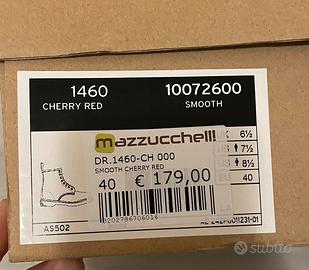 1460 10072600
CHERRY RED SMOOTH
mazzucchelli
DR.1460-CH 000
SMOOTH CHERRY RED
40 € 179,00
6½
7½
8½
40
AS502
8202786706016
subito